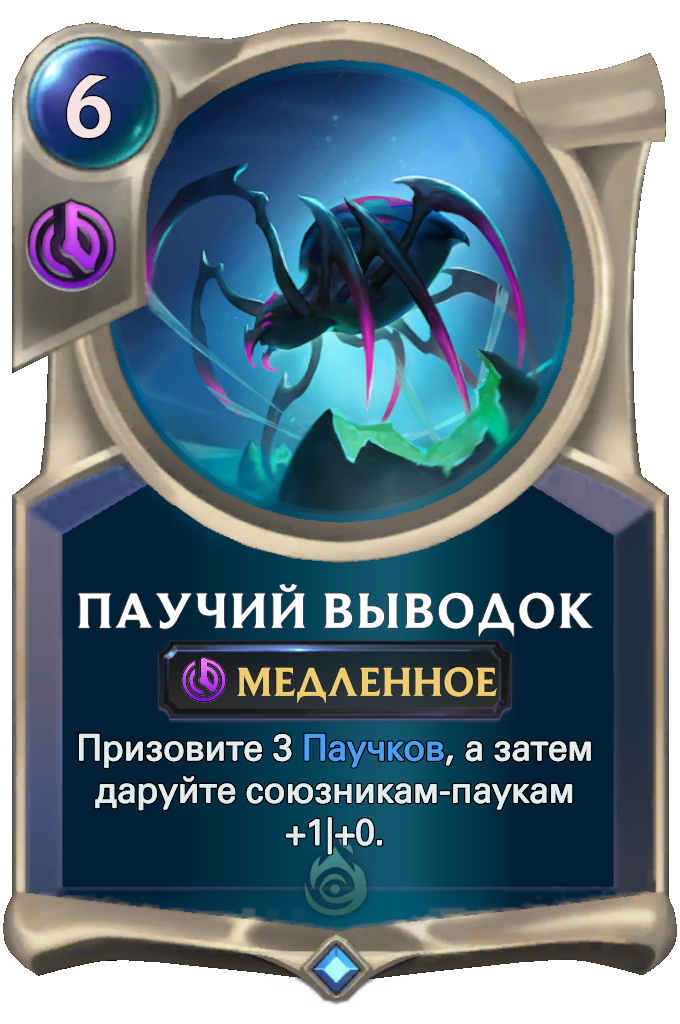 6
ПАУЧИЙ ВЫВОДОК
МЕДЛЕННОЕ
Призовите 3 Паучков, а затем
даруйте союзникам-паукам
+1|+0.